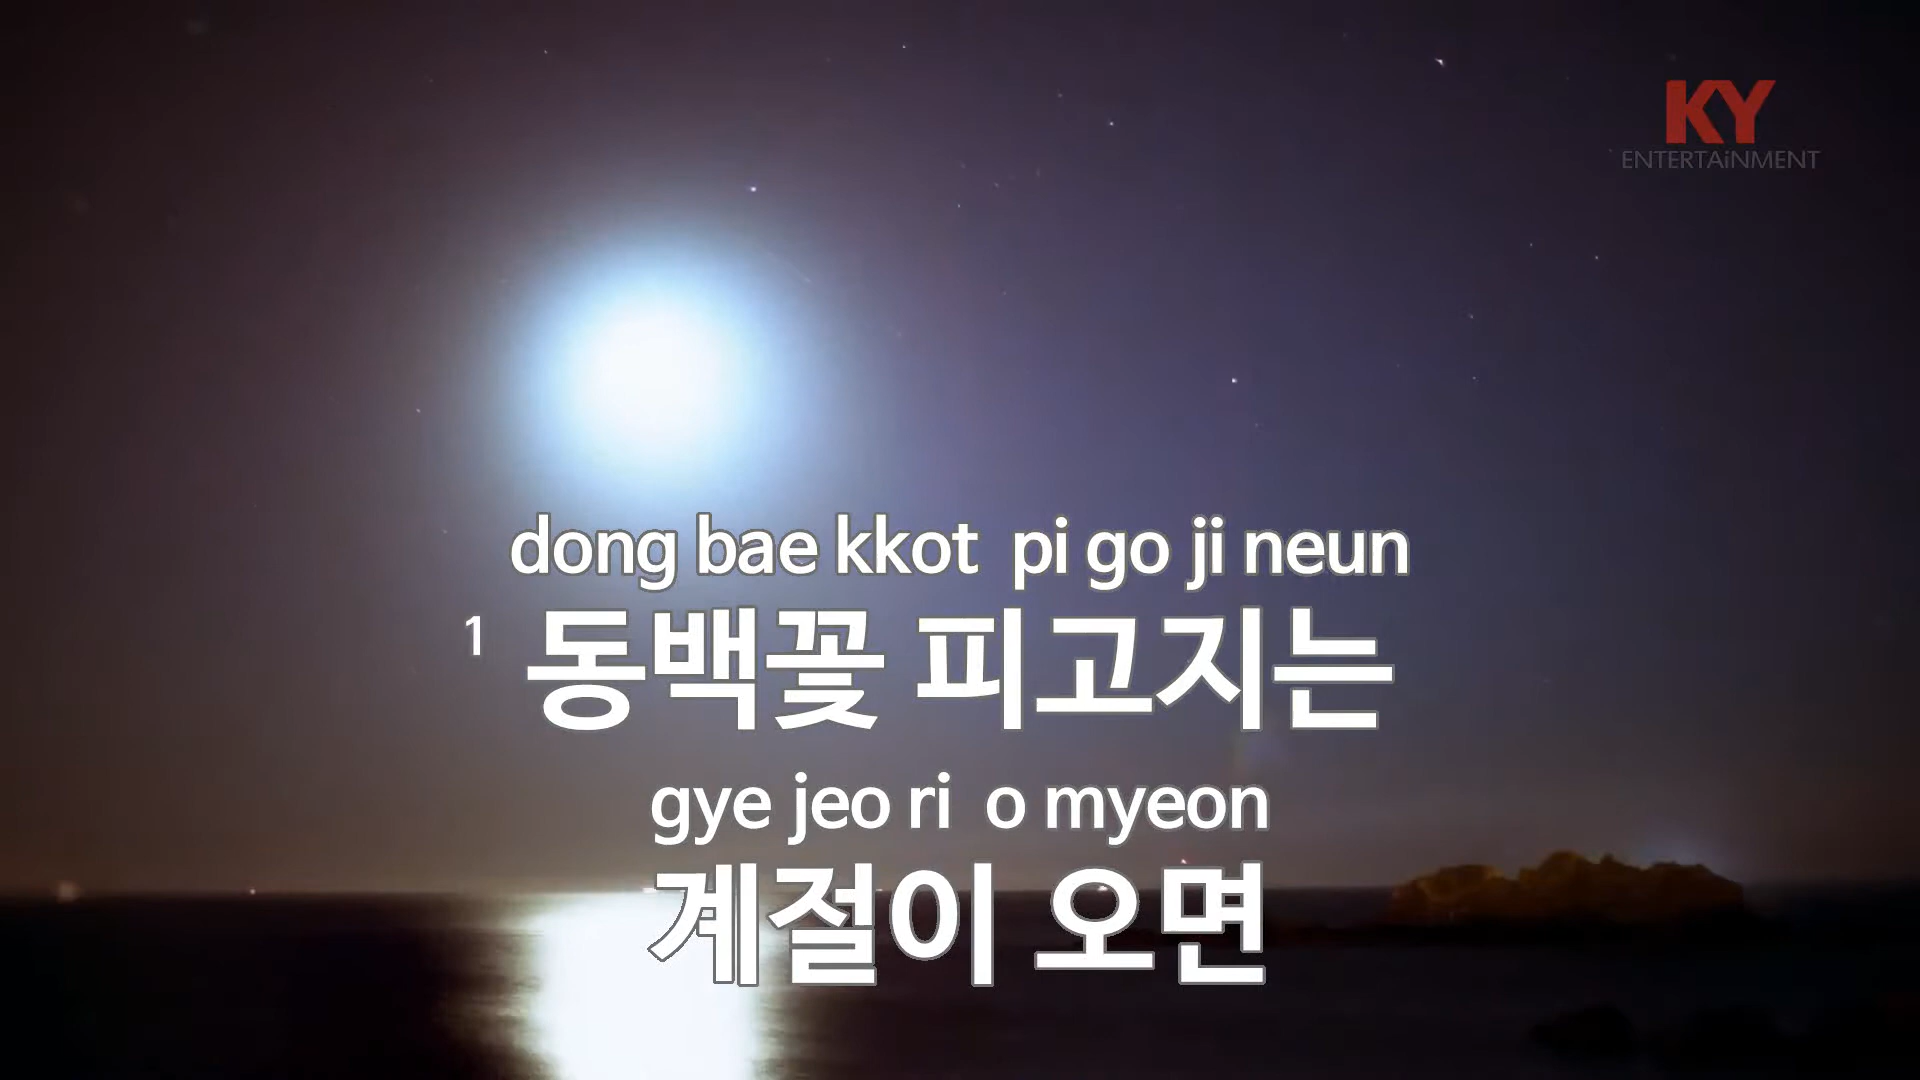 KY
ENTERTAiNMENT
dong bae kkot pi go ji neun
1 동백꽃 피고지는
gye jeo ri o myeon
계절이 오면